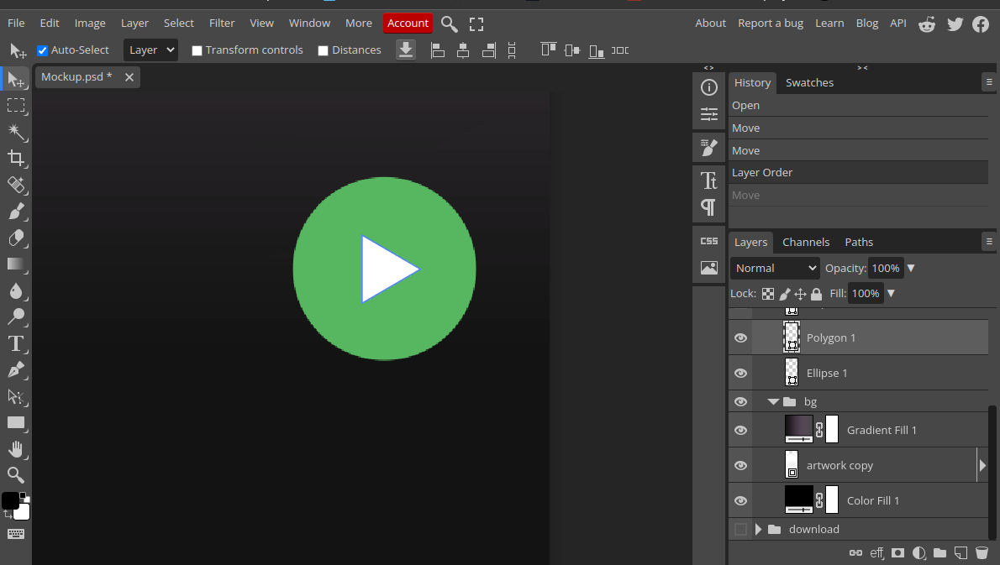 File Edit Image Layer Select Filter View Window More Account About Report a bug Learn Blog API
Auto-Select Layer Transform controls Distances
Mockup.psd *
History Swatches
Open
Move
Move
Layer Order
Move
CSS
Layers Channels Paths
Normal Opacity: 100%
Lock: Fill: 100%
Polygon 1
Ellipse 1
bg
Gradient Fill 1
artwork copy
Color Fill 1
download
eff